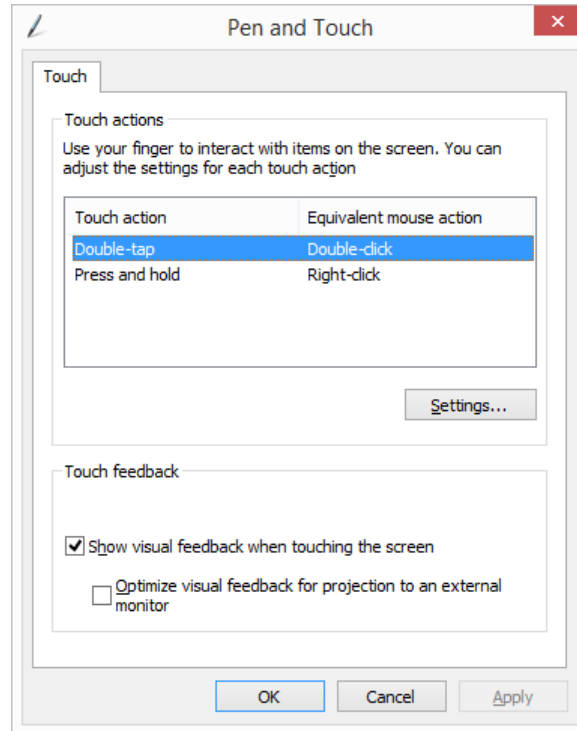 Pen and Touch
Touch
Touch actions
Use your finger to interact with items on the screen. You can
adjust the settings for each touch action
Touch action Equivalent mouse action
Double-tap Double-click
Press and hold Right-click
Settings...
Touch feedback
Show visual feedback when touching the screen
Optimize visual feedback for projection to an external
monitor
OK Cancel Apply